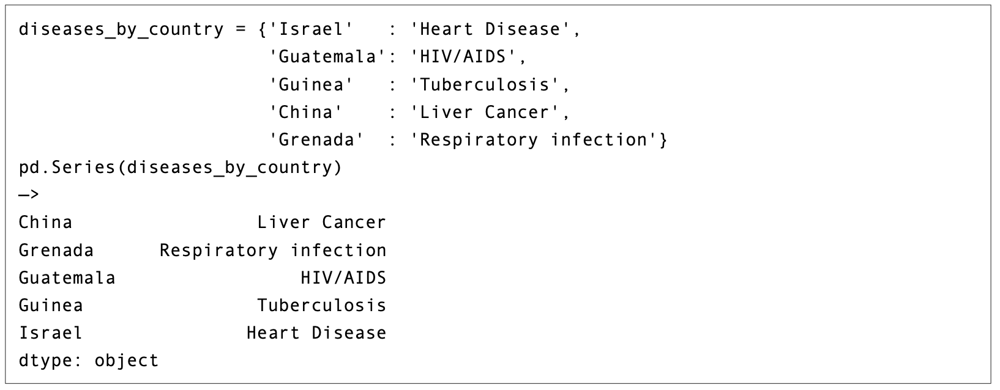 diseases_by_country = {'Israel'   : 'Heart Disease',
                       'Guatemala': 'HIV/AIDS',
                       'Guinea'   : 'Tuberculosis',
                       'China'    : 'Liver Cancer',
                       'Grenada'  : 'Respiratory infection'}
pd.Series(diseases_by_country)
—>
China                 Liver Cancer
Grenada      Respiratory infection
Guatemala                 HIV/AIDS
Guinea                Tuberculosis
Israel               Heart Disease
dtype: object